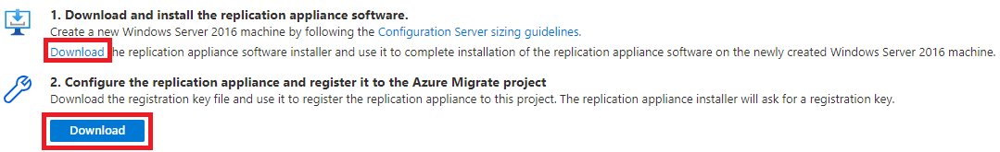 1. Download and install the replication appliance software.
Create a new Windows Server 2016 machine by following the Configuration Server sizing guidelines.
Download the replication appliance software installer and use it to complete installation of the replication appliance software on the newly created Windows Server 2016 machine.
2. Configure the replication appliance and register it to the Azure Migrate project
Download the registration key file and use it to register the replication appliance to this project. The replication appliance installer will ask for a registration key.
Download